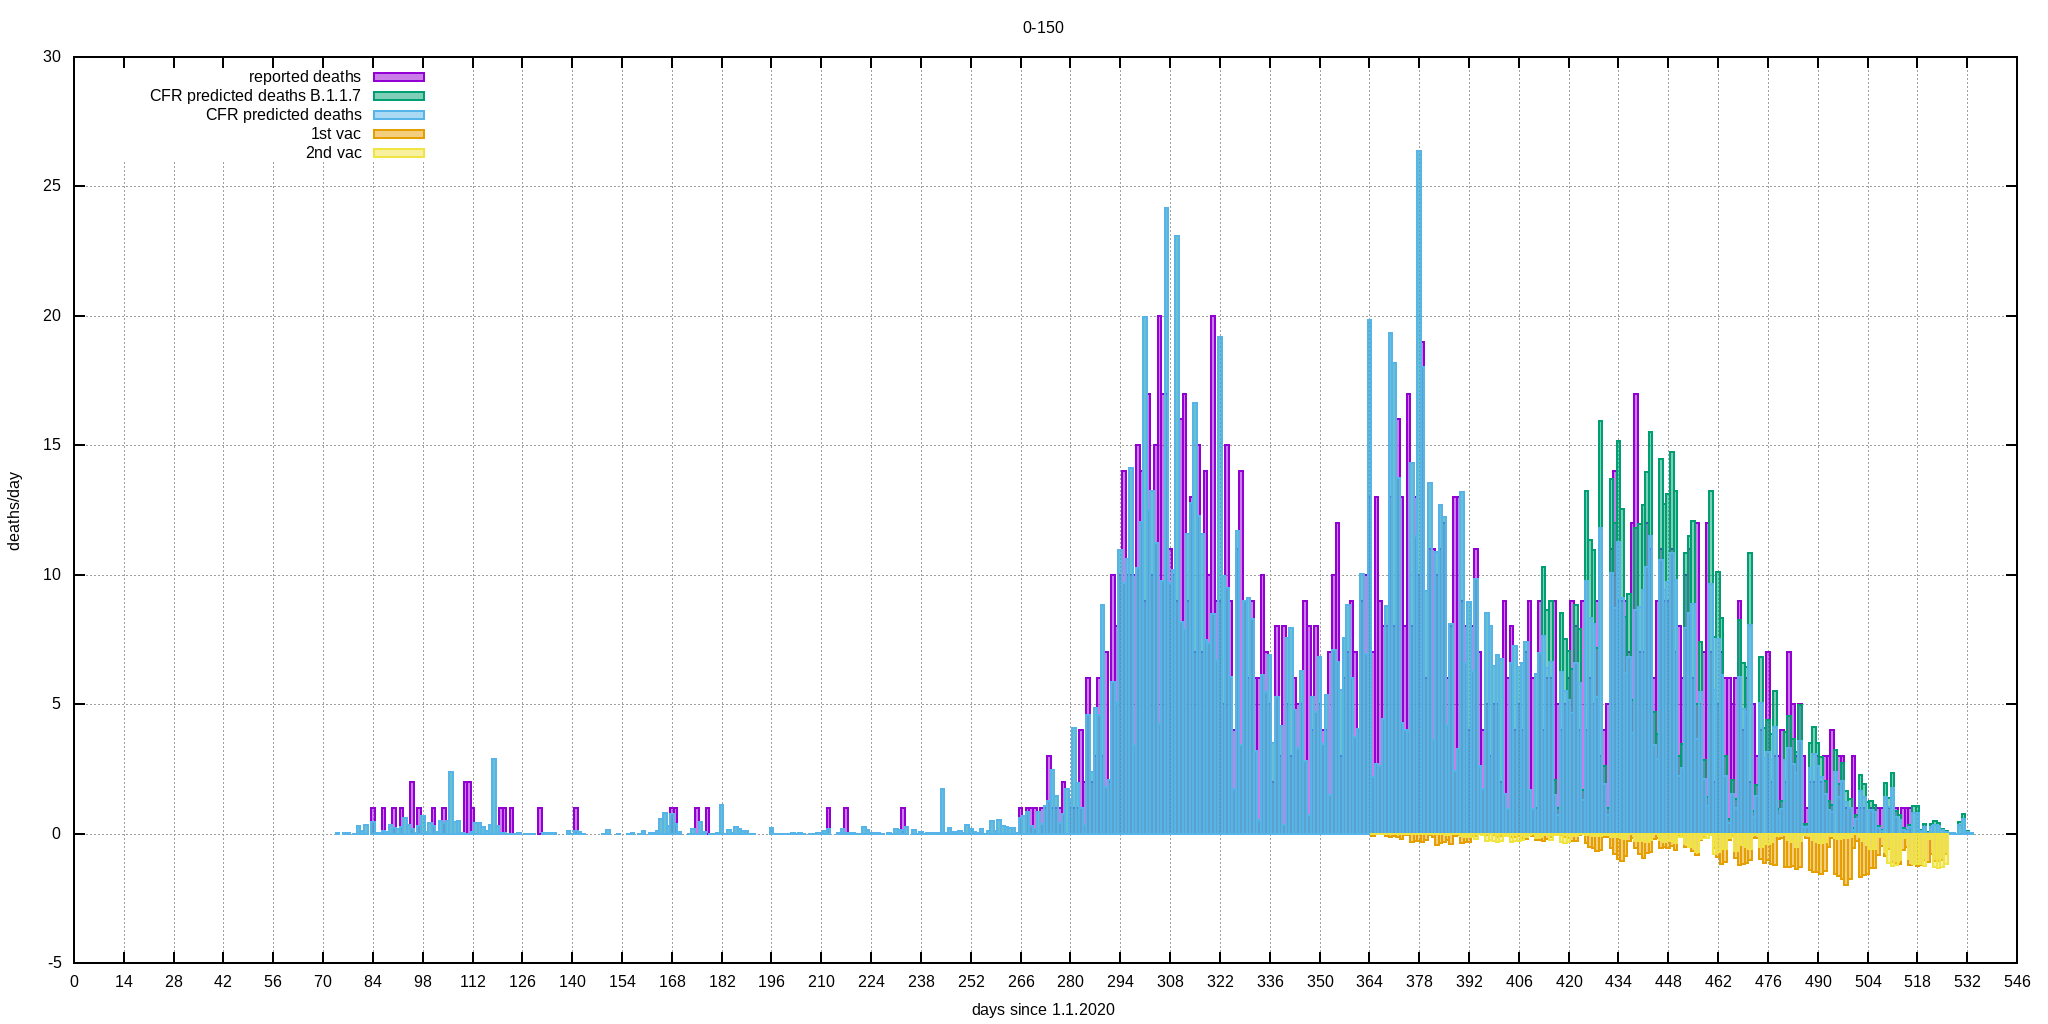 0-150
30
reported deaths
CFR predicted deaths B.1.1.7
CFR predicted deaths
1st vac
2nd vac
25
20
15
10
5
0
-5
deaths/day
0 14 28 42 56 70 84 98 112 126 140 154 168 182 196 210 224 238 252 266 280 294 308 322 336 350 364 378 392 406 420 434 448 462 476 490 504 518 532 546
days since 1.1.2020